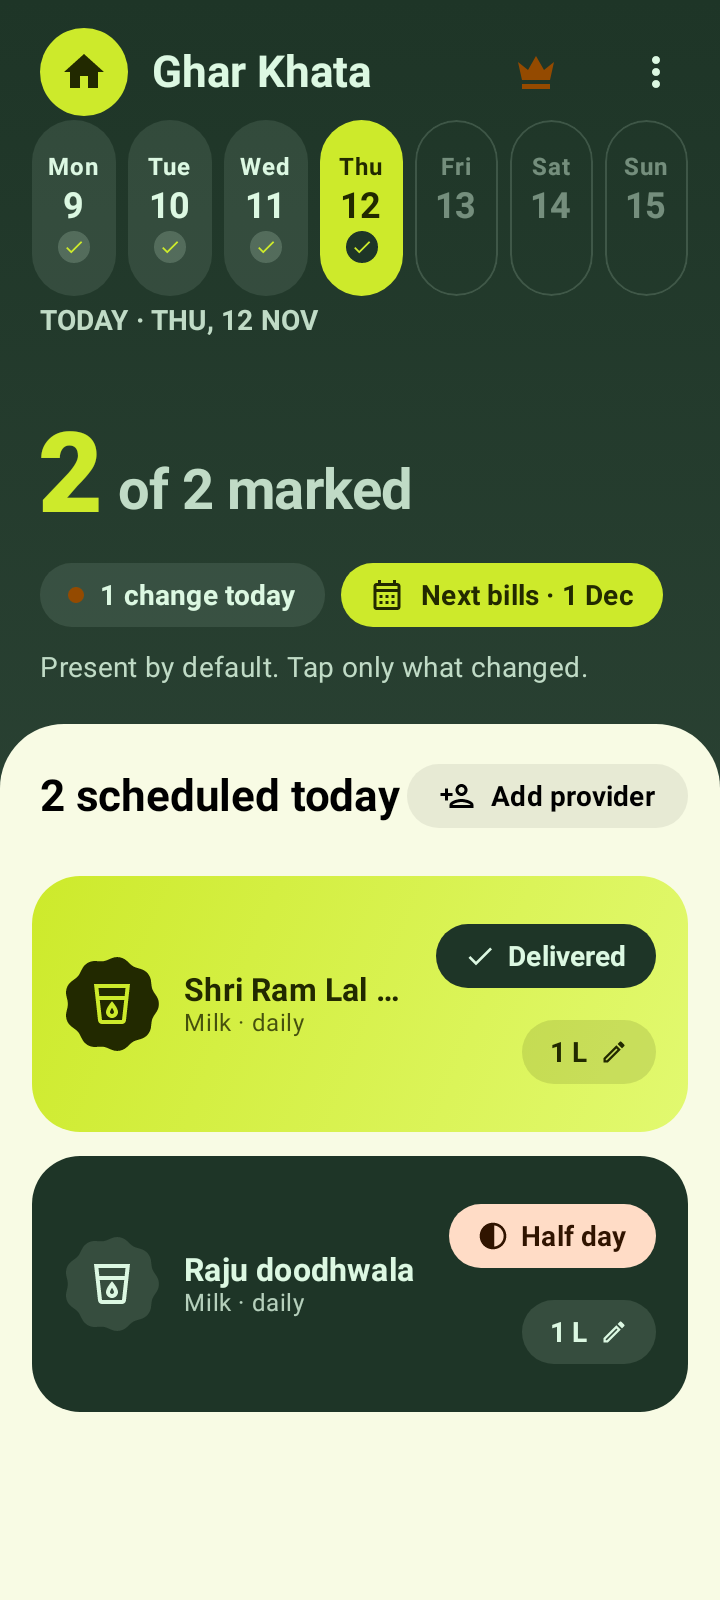 Ghar Khata
Mon Tue Wed Thu Fri Sat Sun
9 10 11 12 13 14 15
TODAY · THU, 12 NOV
2 of 2 marked
1 change today Next bills · 1 Dec
Present by default. Tap only what changed.
2 scheduled today Add provider
Delivered
Shri Ram Lal ...
Milk · daily
1 L
Half day
Raju doodhwala
Milk · daily
1 L